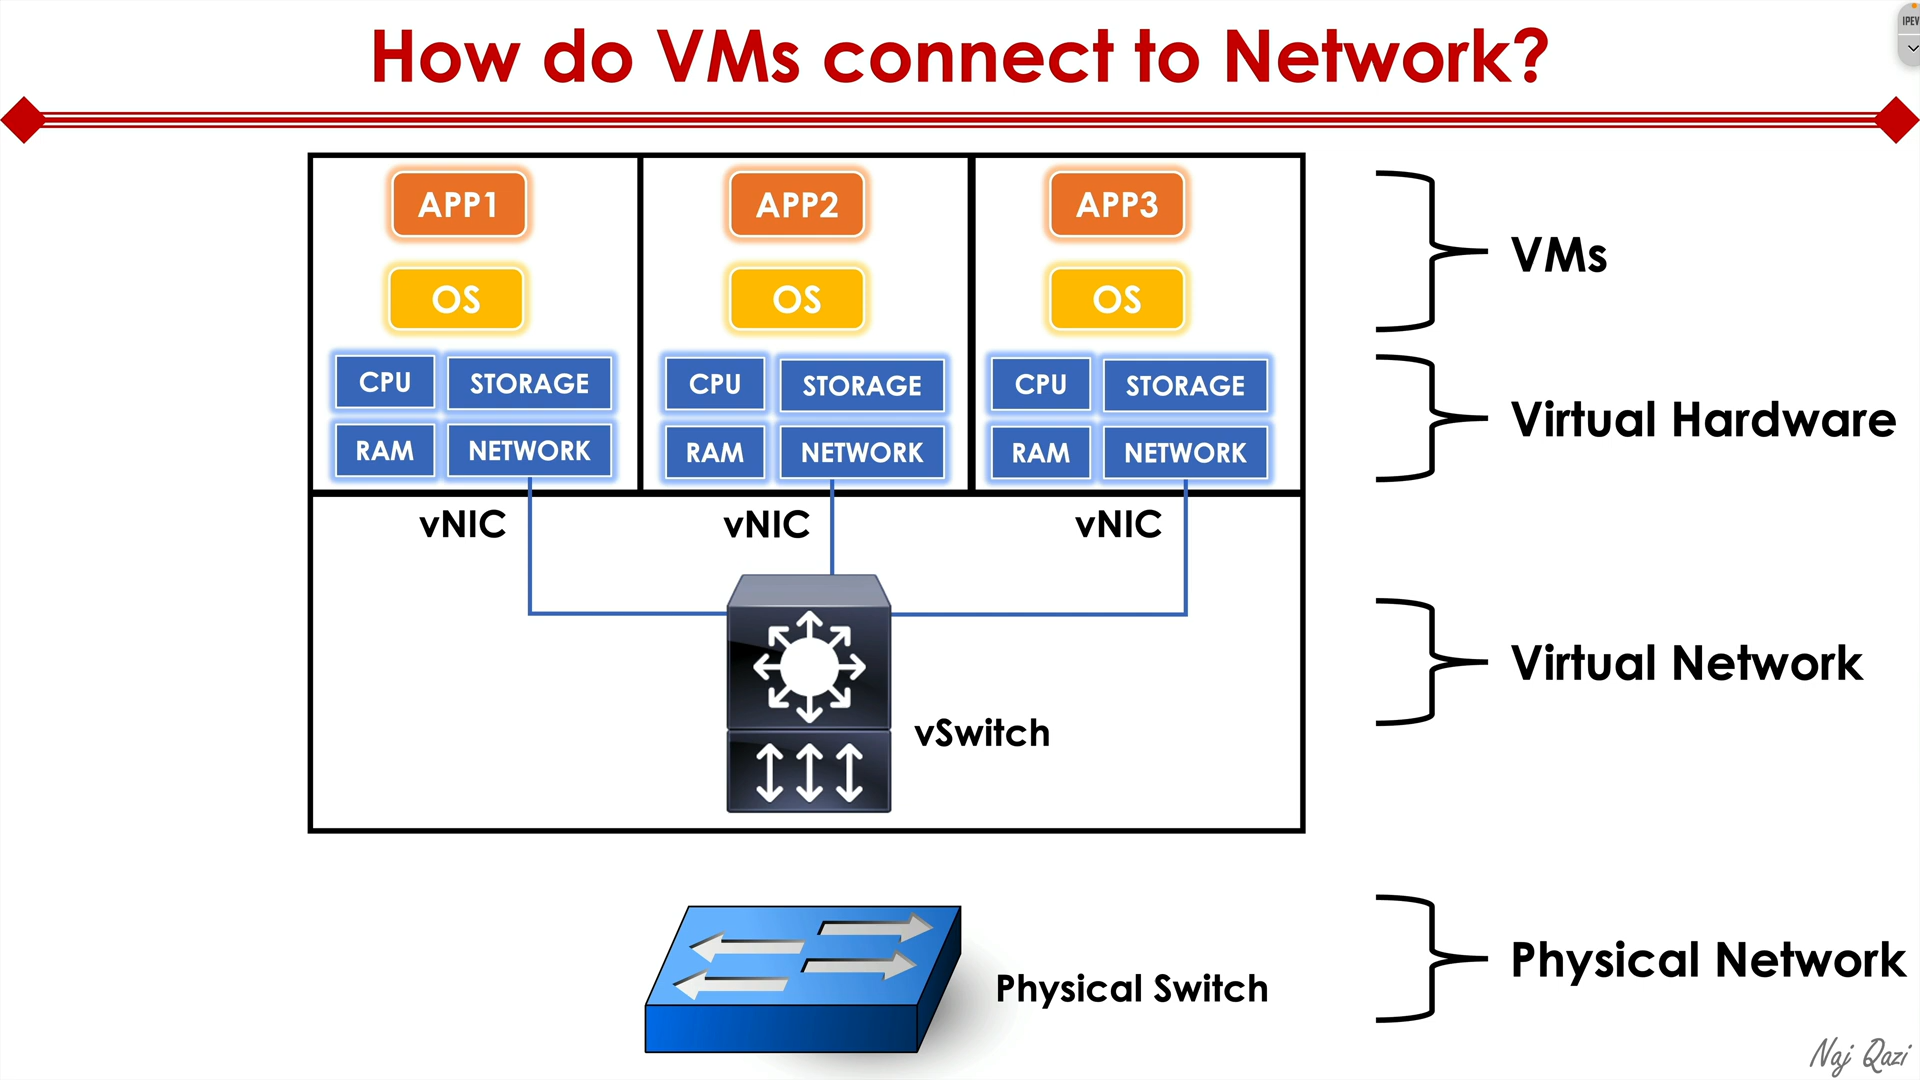 How do VMs connect to Network?
IPEV
APP1 APP2 APP3
OS OS OS
VMs
CPU STORAGE CPU STORAGE CPU STORAGE
RAM NETWORK RAM NETWORK RAM NETWORK
Virtual Hardware
vNIC vNIC vNIC
Virtual Network
vSwitch
Physical Switch
Physical Network
Naj Qazi